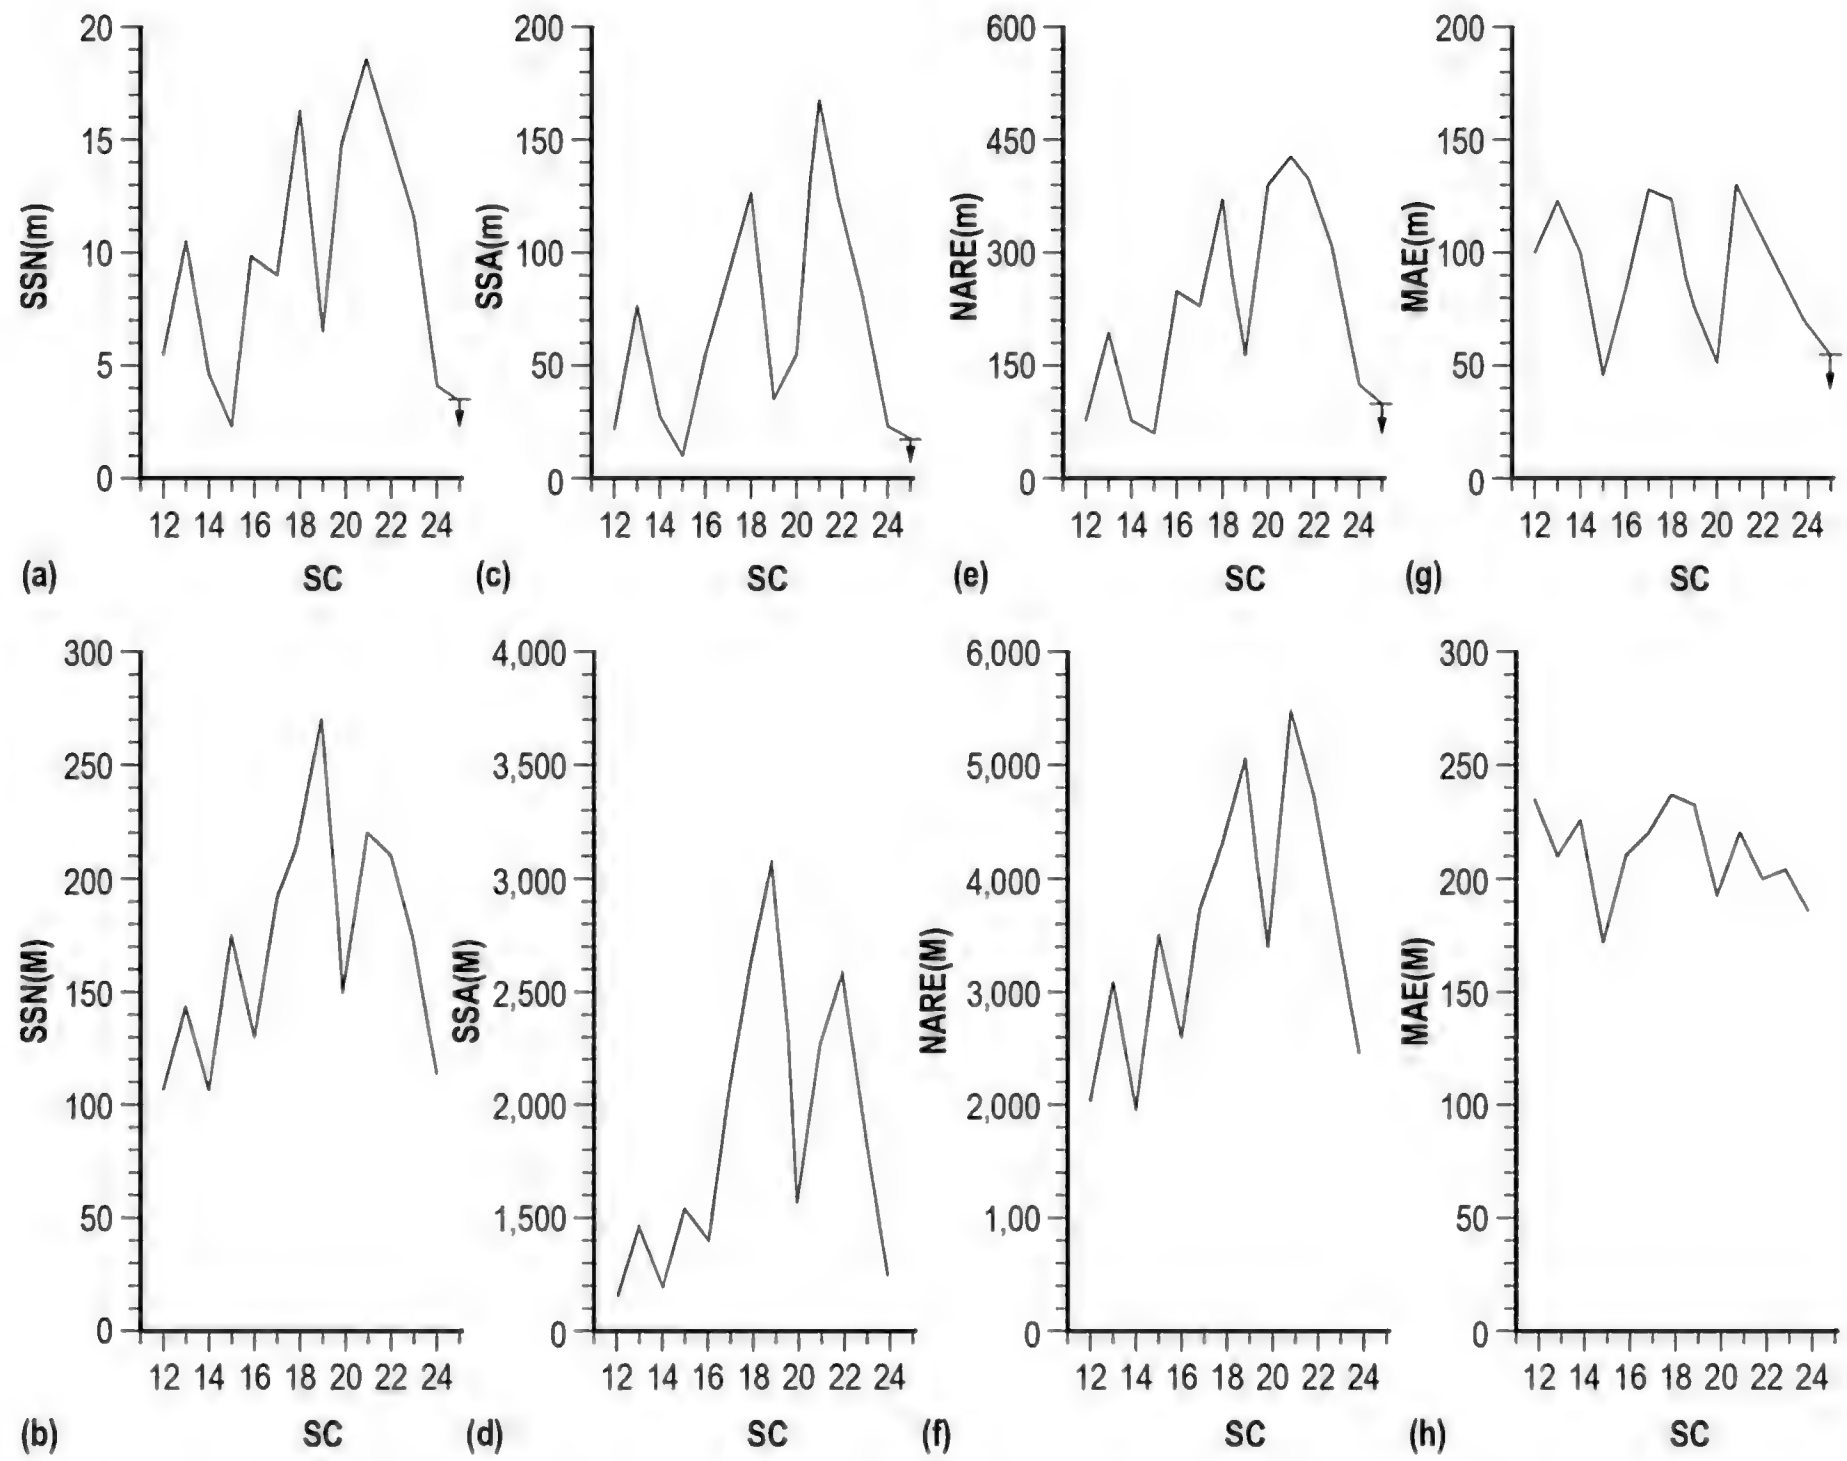 20
15
10
5
0
SSN(m)
12 14 16 18 20 22 24
(a)
SC
200
150
100
50
0
SSA(m)
12 14 16 18 20 22 24
(c)
SC
600
450
300
150
0
NARE(m)
12 14 16 18 20 22 24
(e)
SC
200
150
100
50
0
MAE(m)
12 14 16 18 20 22 24
(g)
SC
300
250
200
150
100
50
0
SSN(M)
12 14 16 18 20 22 24
(b)
SC
4,000
3,500
3,000
2,500
2,000
1,500
0
SSA(M)
12 14 16 18 20 22 24
(d)
SC
6,000
5,000
4,000
3,000
2,000
1,00
0
NARE(M)
12 14 16 18 20 22 24
(f)
SC
300
250
200
150
100
50
0
MAE(M)
12 14 16 18 20 22 24
(h)
SC